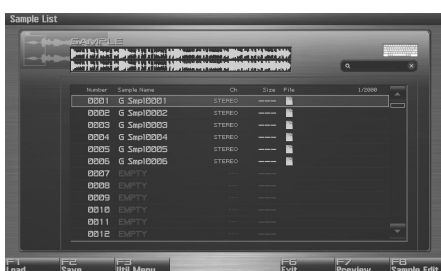 Sample List
SAMPLE
Number Sample Name Ch Size File 1/2000
0001 G Smpl0001 STEREO ---
0002 G Smpl0002 STEREO ---
0003 G Smpl0003 STEREO ---
0004 G Smpl0004 STEREO ---
0005 G Smpl0005 STEREO ---
0006 G Smpl0006 STEREO ---
0007 EMPTY --- ---
0008 EMPTY --- ---
0009 EMPTY --- ---
0010 EMPTY --- ---
0011 EMPTY --- ---
0012 EMPTY --- ---
F1 F2 F3 F6 F7 F8
Load Save Util Menu Exit Preview Sample Edit